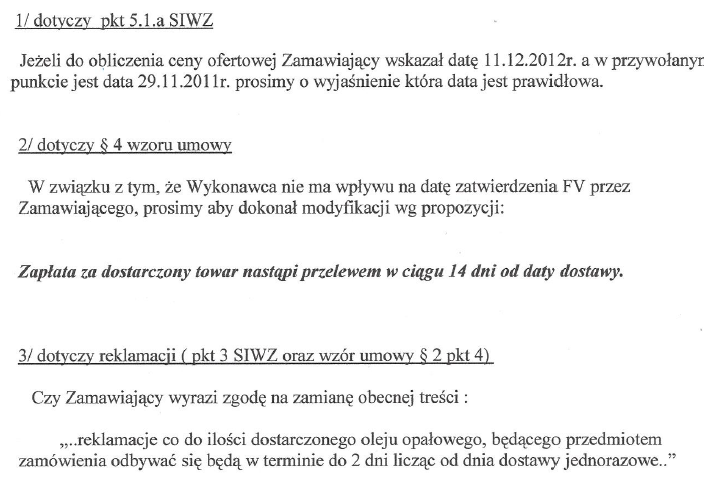 1/ dotyczy pkt 5.1.a SIWZ
Jeżeli do obliczenia ceny ofertowej Zamawiający wskazał datę 11.12.2012r. a w przywołanym
punkcie jest data 29.11.2011r. prosimy o wyjaśnienie która data jest prawidłowa.
2/ dotyczy § 4 wzoru umowy
W związku z tym, że Wykonawca nie ma wpływu na datę zatwierdzenia FV przez
Zamawiającego, prosimy aby dokonał modyfikacji wg propozycji:
Zapłata za dostarczony towar nastąpi przelewem w ciągu 14 dni od daty dostawy.
3/ dotyczy reklamacji ( pkt 3 SIWZ oraz wzór umowy § 2 pkt 4)
Czy Zamawiający wyrazi zgodę na zamianę obecnej treści :
„..reklamacje co do ilości dostarczonego oleju opałowego, będącego przedmiotem
zamówienia odbywać się będą w terminie do 2 dni licząc od dnia dostawy jednorazowe..”